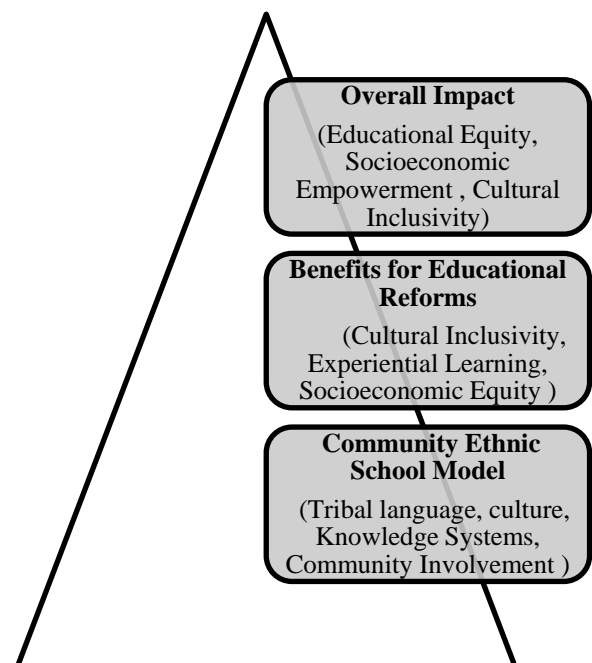 Overall Impact
(Educational Equity,
Socioeconomic
Empowerment , Cultural
Inclusivity)
Benefits for Educational
Reforms
(Cultural Inclusivity,
Experiential Learning,
Socioeconomic Equity )
Community Ethnic
School Model
(Tribal language, culture,
Knowledge Systems,
Community Involvement )